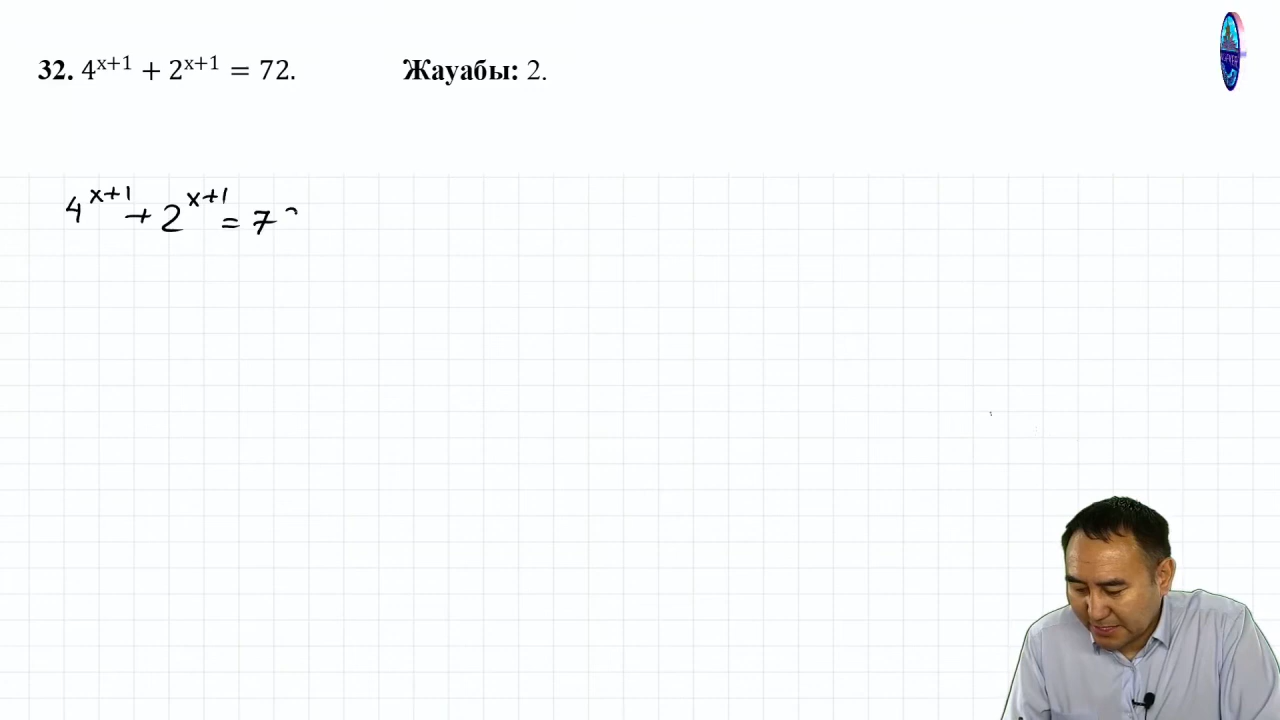 32. 4^{x+1} + 2^{x+1} = 72. Жауабы: 2.
4^{x+1} + 2^{x+1} = 7